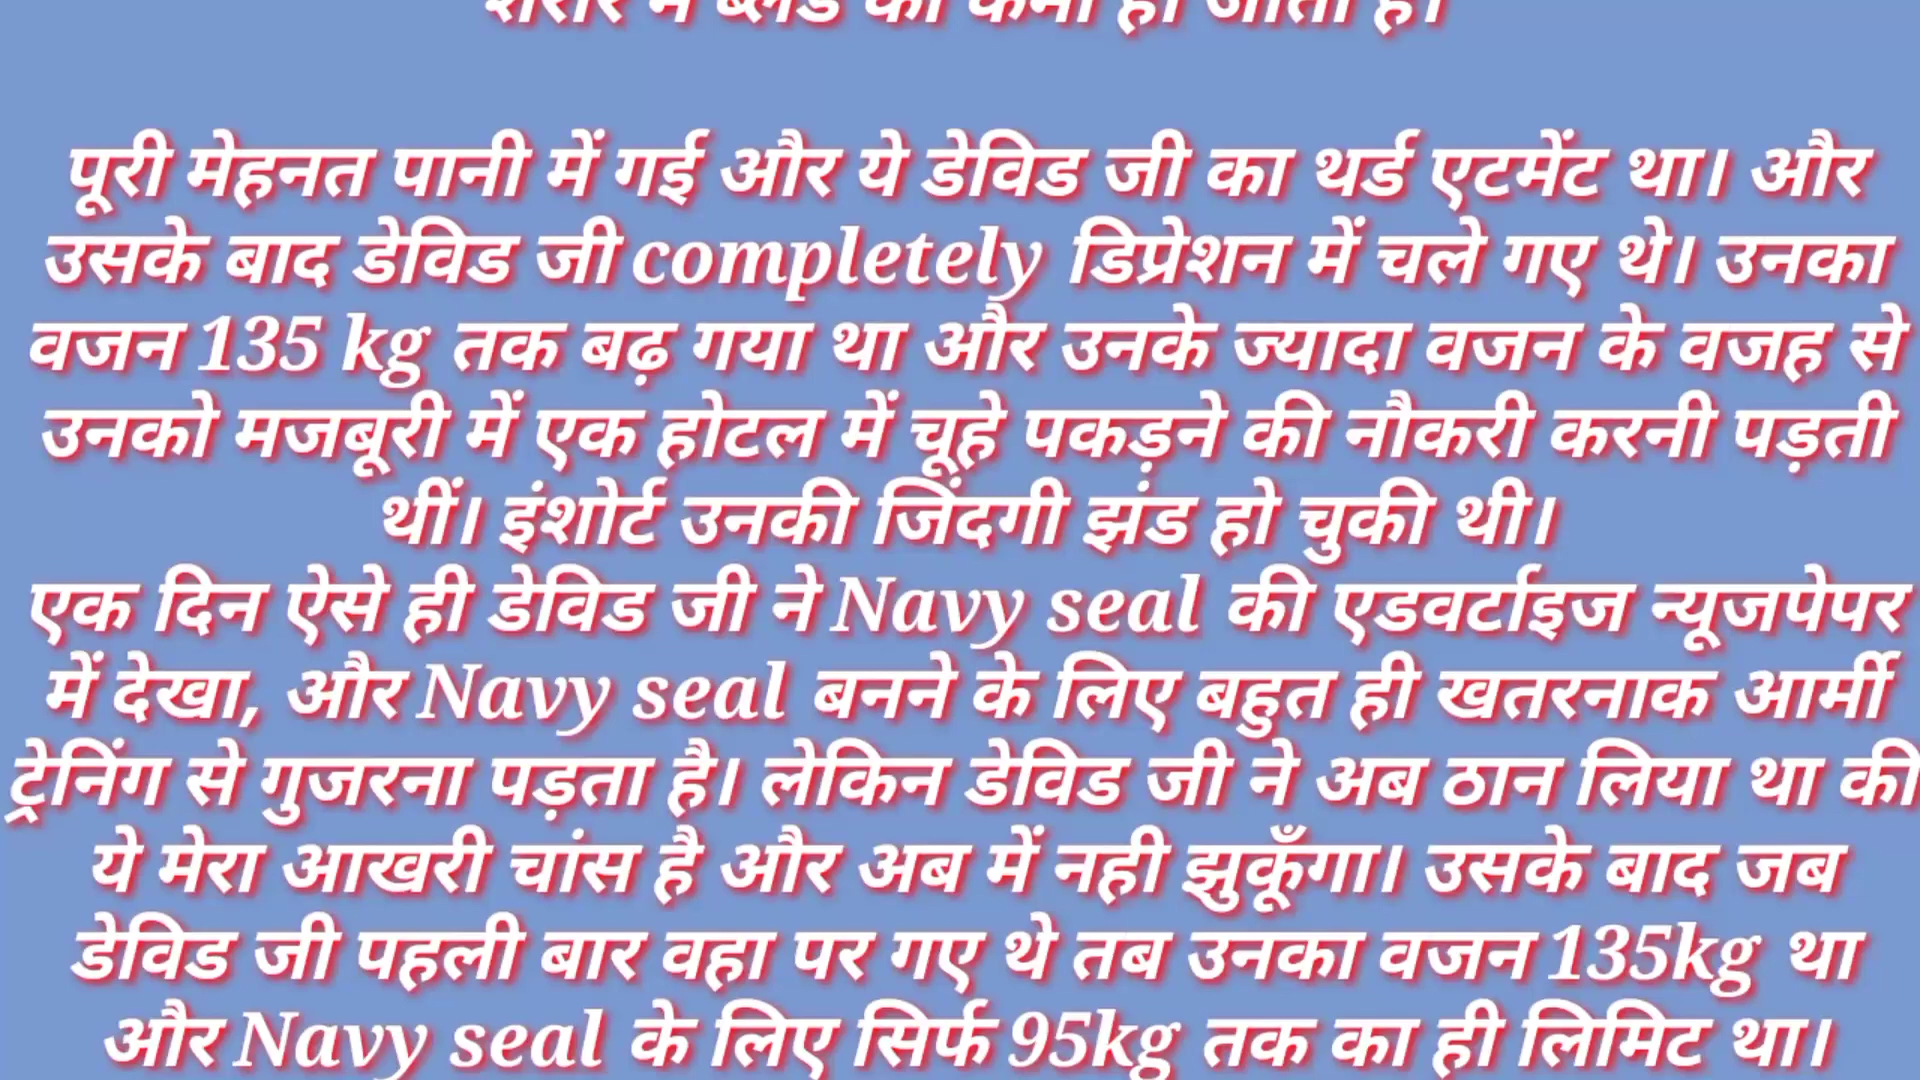 शरीर में ब्लड की कमी हो जाती है।
पूरी मेहनत पानी में गई और ये डेविड जी का थर्ड एटमेंट था। और
उसके बाद डेविड जी completely डिप्रेशन में चले गए थे। उनका
वजन 135 kg तक बढ़ गया था और उनके ज्यादा वजन के वजह से
उनको मजबूरी में एक होटल में चूहे पकड़ने की नौकरी करनी पड़ती
थीं। इंशोर्ट उनकी जिंदगी झंड हो चुकी थी।
एक दिन ऐसे ही डेविड जी ने Navy seal की एडवर्टाइज न्यूजपेपर
में देखा, और Navy seal बनने के लिए बहुत ही खतरनाक आर्मी
ट्रेनिंग से गुजरना पड़ता है। लेकिन डेविड जी ने अब ठान लिया था की
ये मेरा आखरी चांस है और अब में नही झुकूँगा। उसके बाद जब
डेविड जी पहली बार वहा पर गए थे तब उनका वजन 135kg था
और Navy seal के लिए सिर्फ 95kg तक का ही लिमिट था।